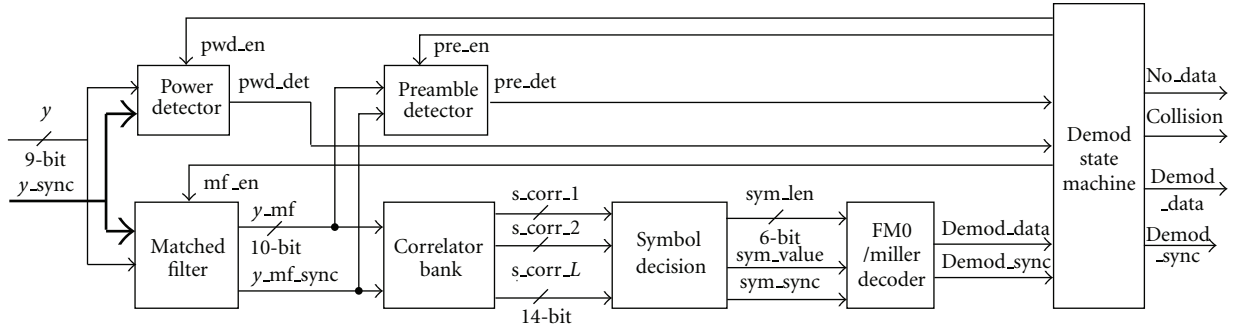 pwd_en
pre_en
Power
detector
pwd_det
Preamble
detector
pre_det
No_data
Collision
y
9-bit
y_sync
Demod
state
machine
Demod
_data
Demod
_sync
mf_en
Matched
filter
y_mf
10-bit
y_mf_sync
Correlator
bank
s_corr_1
s_corr_2
s_corr_L
14-bit
Symbol
decision
sym_len
6-bit
sym_value
sym_sync
FM0
/miller
decoder
Demod_data
Demod_sync